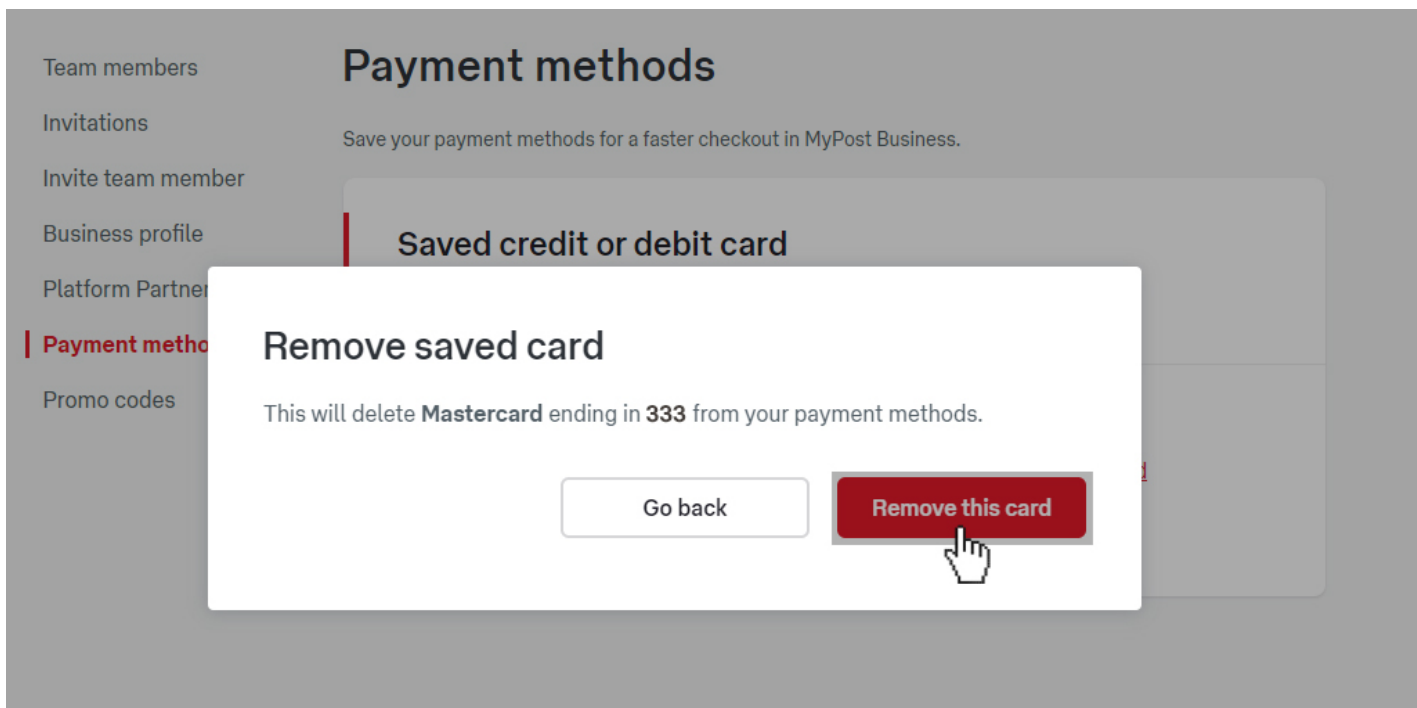 Team members
Invitations
Invite team member
Business profile
Platform Partner
Payment metho
Promo codes
Payment methods
Save your payment methods for a faster checkout in MyPost Business.
Saved credit or debit card
Remove saved card
This will delete Mastercard ending in 333 from your payment methods.
Go back
Remove this card